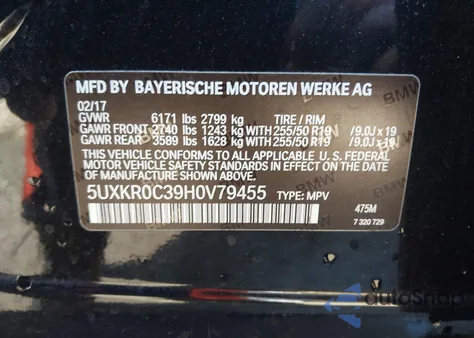 MFD BY BAYERISCHE MOTOREN WERKE AG
02/17
GVWR 6171 lbs 2799 kg TIRE / RIM
GAWR FRONT 2740 lbs 1243 kg WITH 255/50 R19 /9.0J x 19
GAWR REAR 3589 lbs 1628 kg WITH 255/50 R19 /9.0J x 19
THIS VEHICLE CONFORMS TO ALL APPLICABLE U. S. FEDERAL
MOTOR VEHICLE SAFETY STANDARDS IN EFFECT ON THE DATE OF
MANUFACTURE SHOWN ABOVE.
5UXKR0C39H0V79455 TYPE: MPV
475M
7 320 729
autoSnap